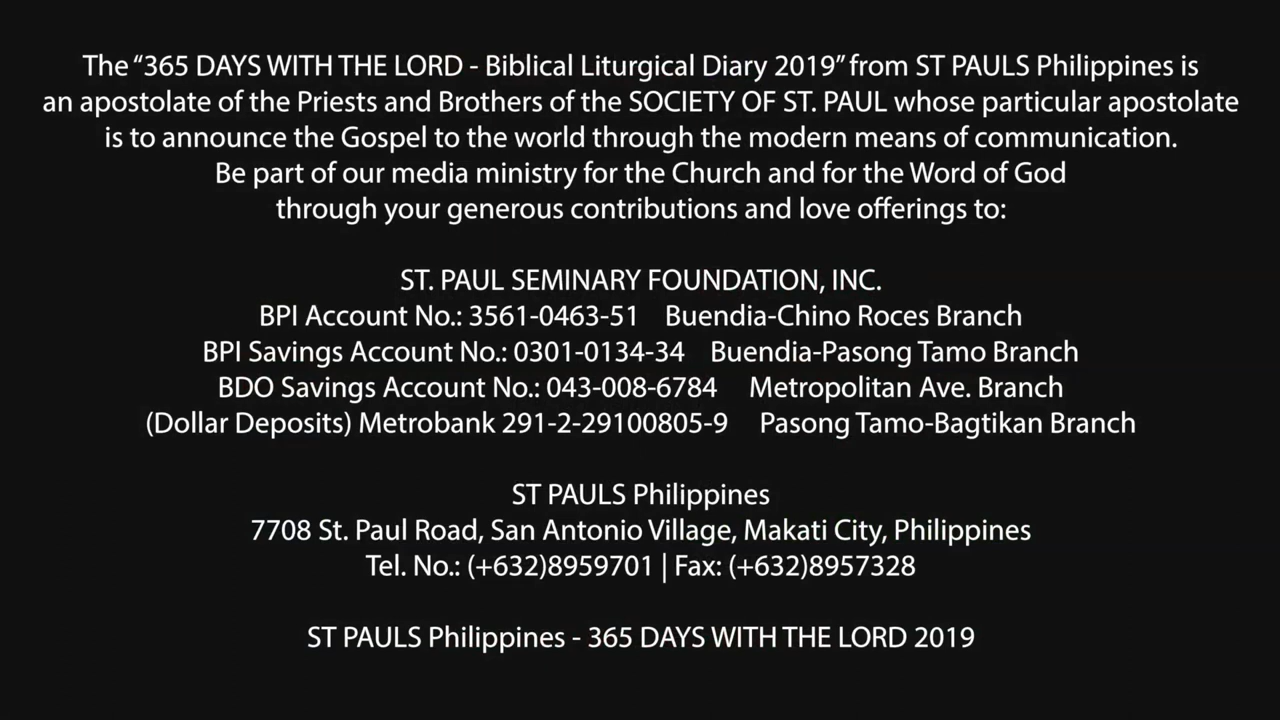 The “365 DAYS WITH THE LORD - Biblical Liturgical Diary 2019” from ST PAULS Philippines is
an apostolate of the Priests and Brothers of the SOCIETY OF ST. PAUL whose particular apostolate
is to announce the Gospel to the world through the modern means of communication.
Be part of our media ministry for the Church and for the Word of God
through your generous contributions and love offerings to:
ST. PAUL SEMINARY FOUNDATION, INC.
BPI Account No.: 3561-0463-51 Buendia-Chino Roces Branch
BPI Savings Account No.: 0301-0134-34 Buendia-Pasong Tamo Branch
BDO Savings Account No.: 043-008-6784 Metropolitan Ave. Branch
(Dollar Deposits) Metrobank 291-2-29100805-9 Pasong Tamo-Bagtikan Branch
ST PAULS Philippines
7708 St. Paul Road, San Antonio Village, Makati City, Philippines
Tel. No.: (+632)8959701 | Fax: (+632)8957328
ST PAULS Philippines - 365 DAYS WITH THE LORD 2019